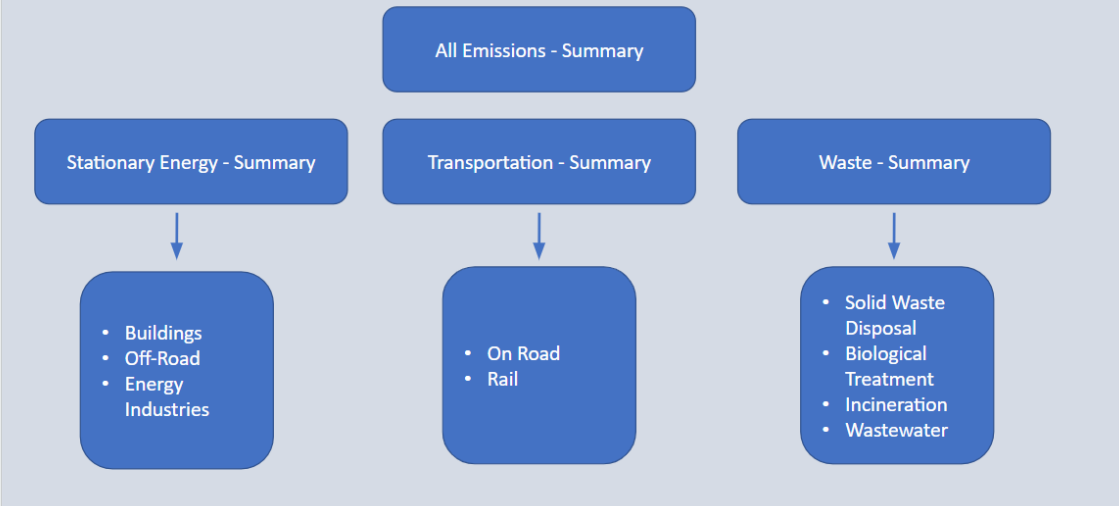 All Emissions - Summary
Stationary Energy - Summary
Transportation - Summary
Waste - Summary
• Buildings
• Off-Road
• Energy
Industries
• On Road
• Rail
• Solid Waste
Disposal
• Biological
Treatment
• Incineration
• Wastewater